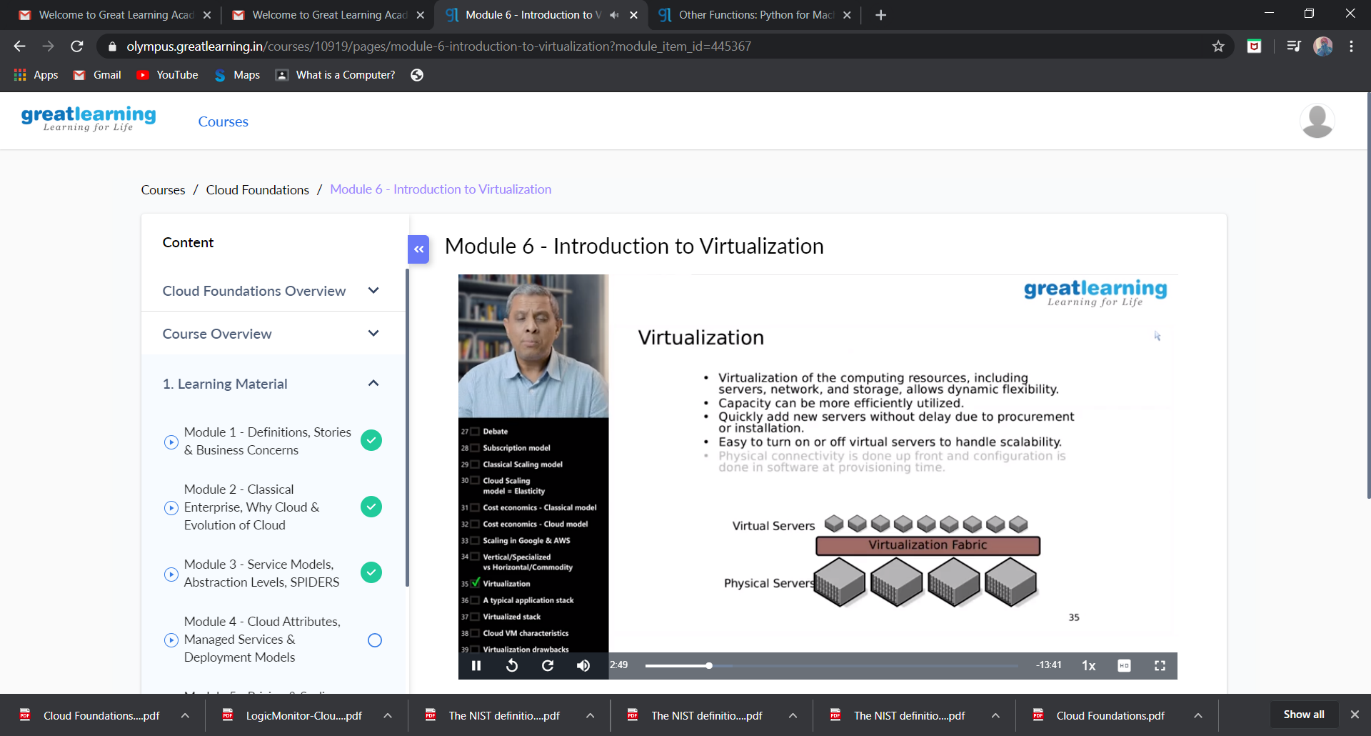 Welcome to Great Learning Acad
Welcome to Great Learning Acad
Module 6 - Introduction to V
Other Functions: Python for Mac
olympus.greatlearning.in/courses/10919/pages/module-6-introduction-to-virtualization?module_item_id=445367
Apps
Gmail
YouTube
Maps
What is a Computer?
greatlearning
Learning for Life
Courses
Courses / Cloud Foundations / Module 6 - Introduction to Virtualization
Content
Cloud Foundations Overview
Course Overview
1. Learning Material
Module 1 - Definitions, Stories
& Business Concerns
Module 2 - Classical
Enterprise, Why Cloud &
Evolution of Cloud
Module 3 - Service Models,
Abstraction Levels, SPIDERS
Module 4 - Cloud Attributes,
Managed Services &
Deployment Models
Module 6 - Introduction to Virtualization
greatlearning
Learning for Life
Virtualization
• Virtualization of the computing resources, including
servers, network, and storage, allows dynamic flexibility.
• Capacity can be more efficiently utilized.
• Quickly add new servers without delay due to procurement
or installation.
• Easy to turn on or off virtual servers to handle scalability.
• Physical connectivity is done up front and configuration is
done in software at provisioning time.
Virtual Servers
Virtualization Fabric
Physical Servers
35
27 Debate
28 Subscription model
29 Classical Scaling model
30 Cloud Scaling
model = Elasticity
31 Cost economics - Classical model
32 Cost economics - Cloud model
33 Scaling in Google & AWS
34 Vertical/Specialized
vs Horizontal/Commodity
35 Virtualization
36 A typical application stack
37 Virtualized stack
38 Cloud VM characteristics
39 Virtualization drawbacks
2:49
-13:41
1x
HD
Cloud Foundations....pdf
LogicMonitor-Clou....pdf
The NIST definitio....pdf
The NIST definitio....pdf
The NIST definitio....pdf
Cloud Foundations.pdf
Show all